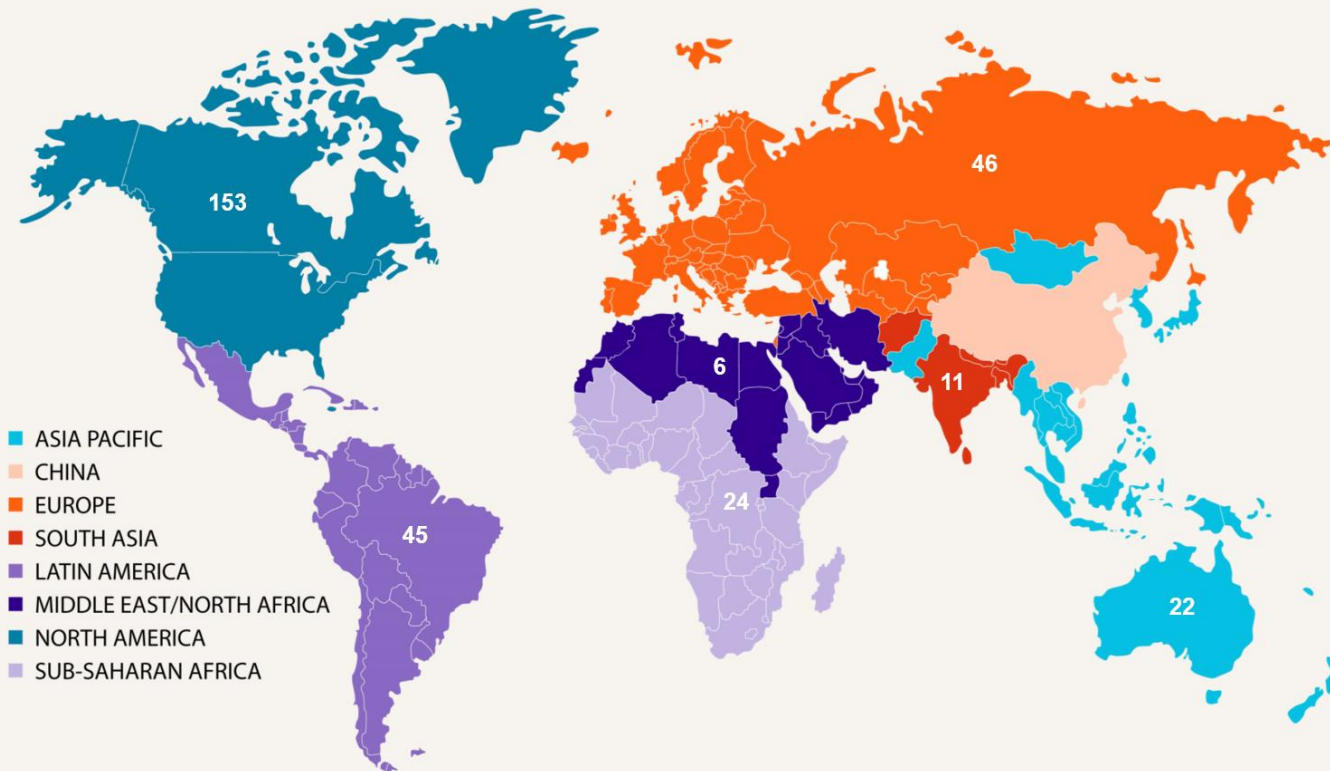 153
46
6
11
24
45
22
ASIA PACIFIC
CHINA
EUROPE
SOUTH ASIA
LATIN AMERICA
MIDDLE EAST/NORTH AFRICA
NORTH AMERICA
SUB-SAHARAN AFRICA